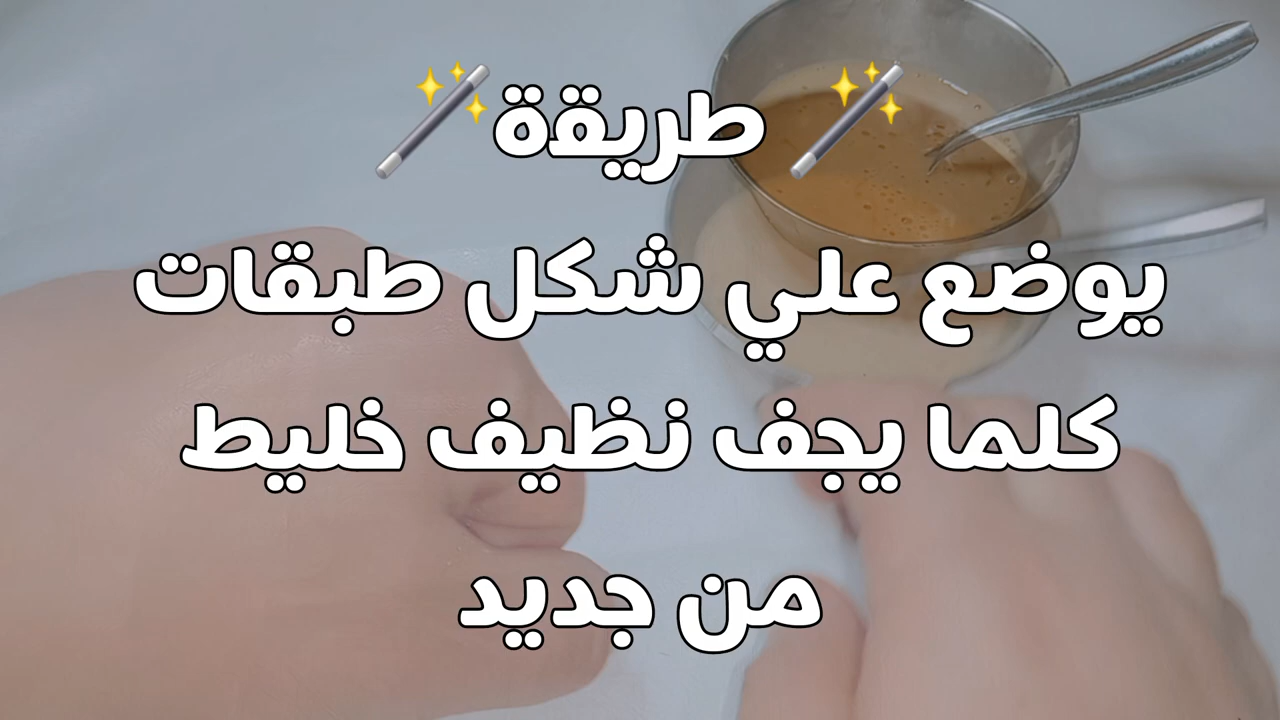 طريقة
يوضع علي شكل طبقات
كلما يجف نظيف خليط
من جديد